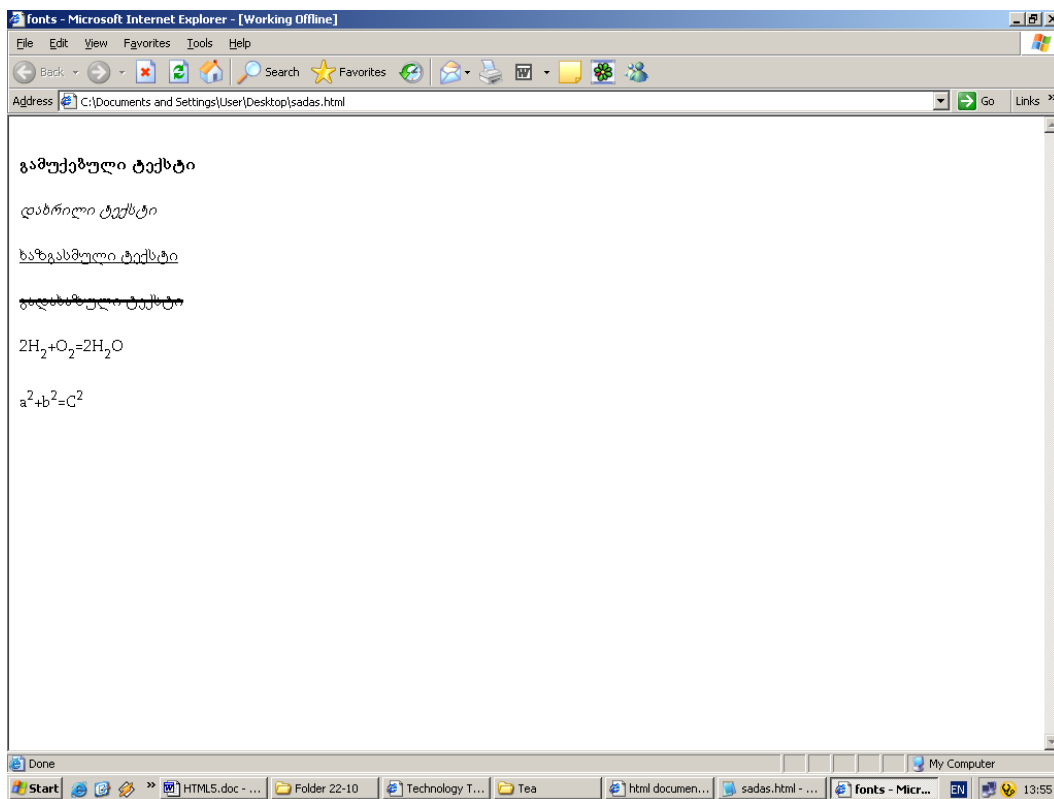 fonts - Microsoft Internet Explorer - [Working Offline]
File Edit View Favorites Tools Help
Back Search Favorites
Address C:\Documents and Settings\User\Desktop\sadas.html Go Links »
გამუქებული ტექსტი
დახრილი ტექსტი
ხაზგასმული ტექსტი
გადახაზული ტექსტი
2H₂+O₂=2H₂O
a²+b²=C²
Done My Computer
Start » HTML5.doc - ... Folder 22-10 Technology T... Tea html documen... sadas.html - ... fonts - Micr... EN 13:55